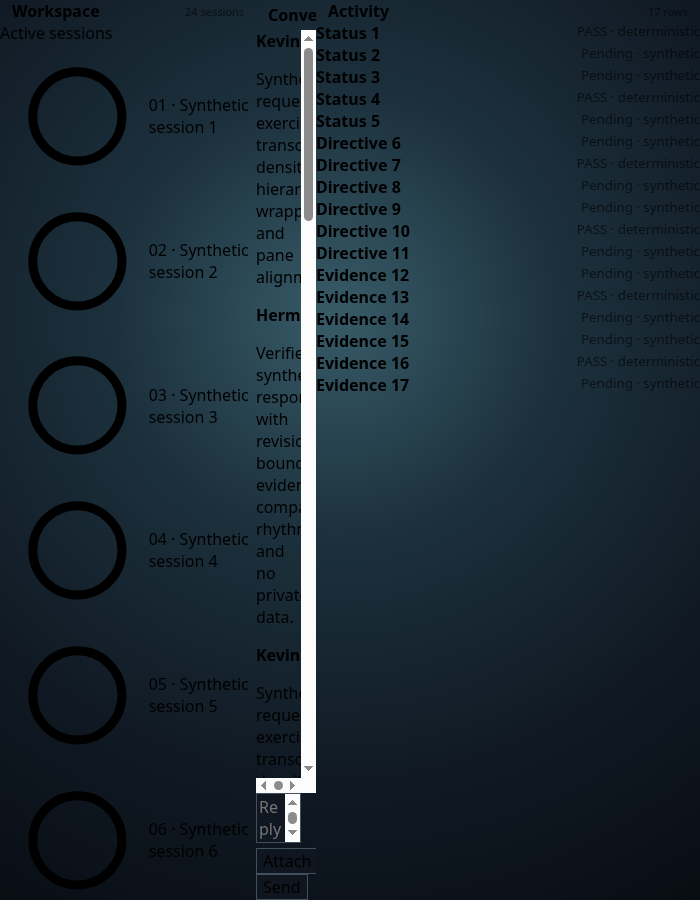 Workspace
24 sessions
Active sessions
01 · Synthetic
session 1
02 · Synthetic
session 2
03 · Synthetic
session 3
04 · Synthetic
session 4
05 · Synthetic
session 5
06 · Synthetic
session 6
Conve
Kevin
Synthe
reque
exerci
transc
densit
hierar
wrapp
and
pane
alignm
Herm
Verifie
synthe
respor
with
revisic
bound
eviden
compa
rhythm
and
no
privat
data.
Kevin
Synthe
reque
exerci
transc
Re
ply
Attach
Send
Activity
17 rows
Status 1 PASS · deterministic
Status 2 Pending · synthetic
Status 3 Pending · synthetic
Status 4 PASS · deterministic
Status 5 Pending · synthetic
Directive 6 Pending · synthetic
Directive 7 PASS · deterministic
Directive 8 Pending · synthetic
Directive 9 Pending · synthetic
Directive 10 PASS · deterministic
Directive 11 Pending · synthetic
Evidence 12 Pending · synthetic
Evidence 13 PASS · deterministic
Evidence 14 Pending · synthetic
Evidence 15 Pending · synthetic
Evidence 16 PASS · deterministic
Evidence 17 Pending · synthetic